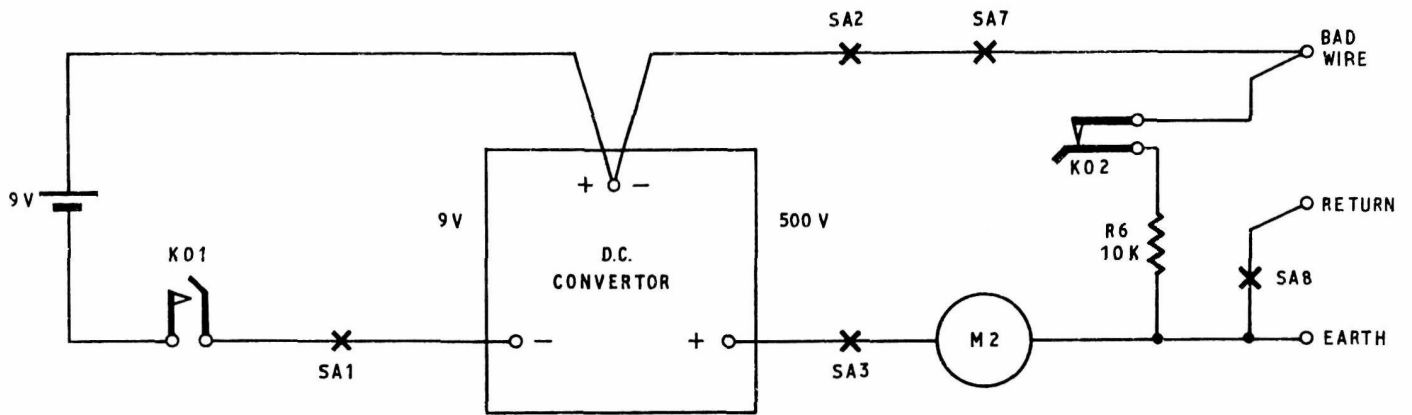 SA2
SA7
BAD
WIRE
K02
+ −
9V
9V
500 V
RETURN
R6
10K
K01
D.C.
CONVERTOR
SA8
−
+
M2
EARTH
SA1
SA3